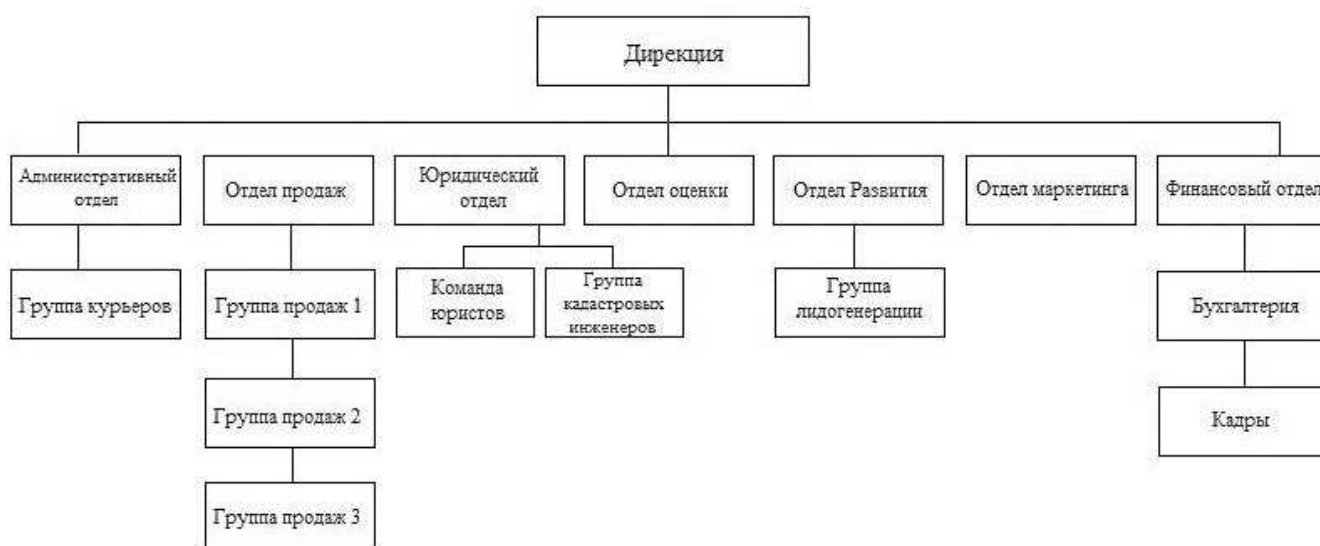 Дирекция
Административный
отдел
Отдел продаж
Юридический
отдел
Отдел оценки
Отдел Развития
Отдел маркетинга
Финансовый отдел
Группа курьеров
Группа продаж 1
Команда
юристов
Группа
кадастровых
инженеров
Группа
лидогенерации
Бухгалтерия
Группа продаж 2
Кадры
Группа продаж 3